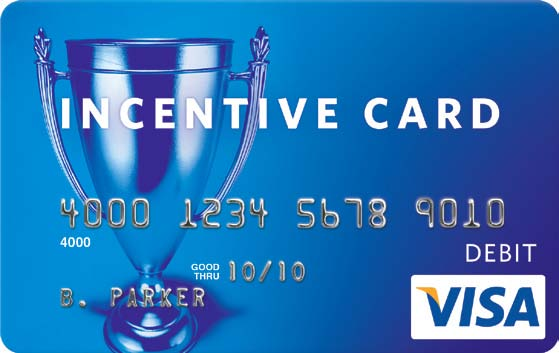 INCENTIVE CARD
4000 1234 5678 9010
4000
DEBIT
GOOD
THRU 10/10
B. PARKER
VISA